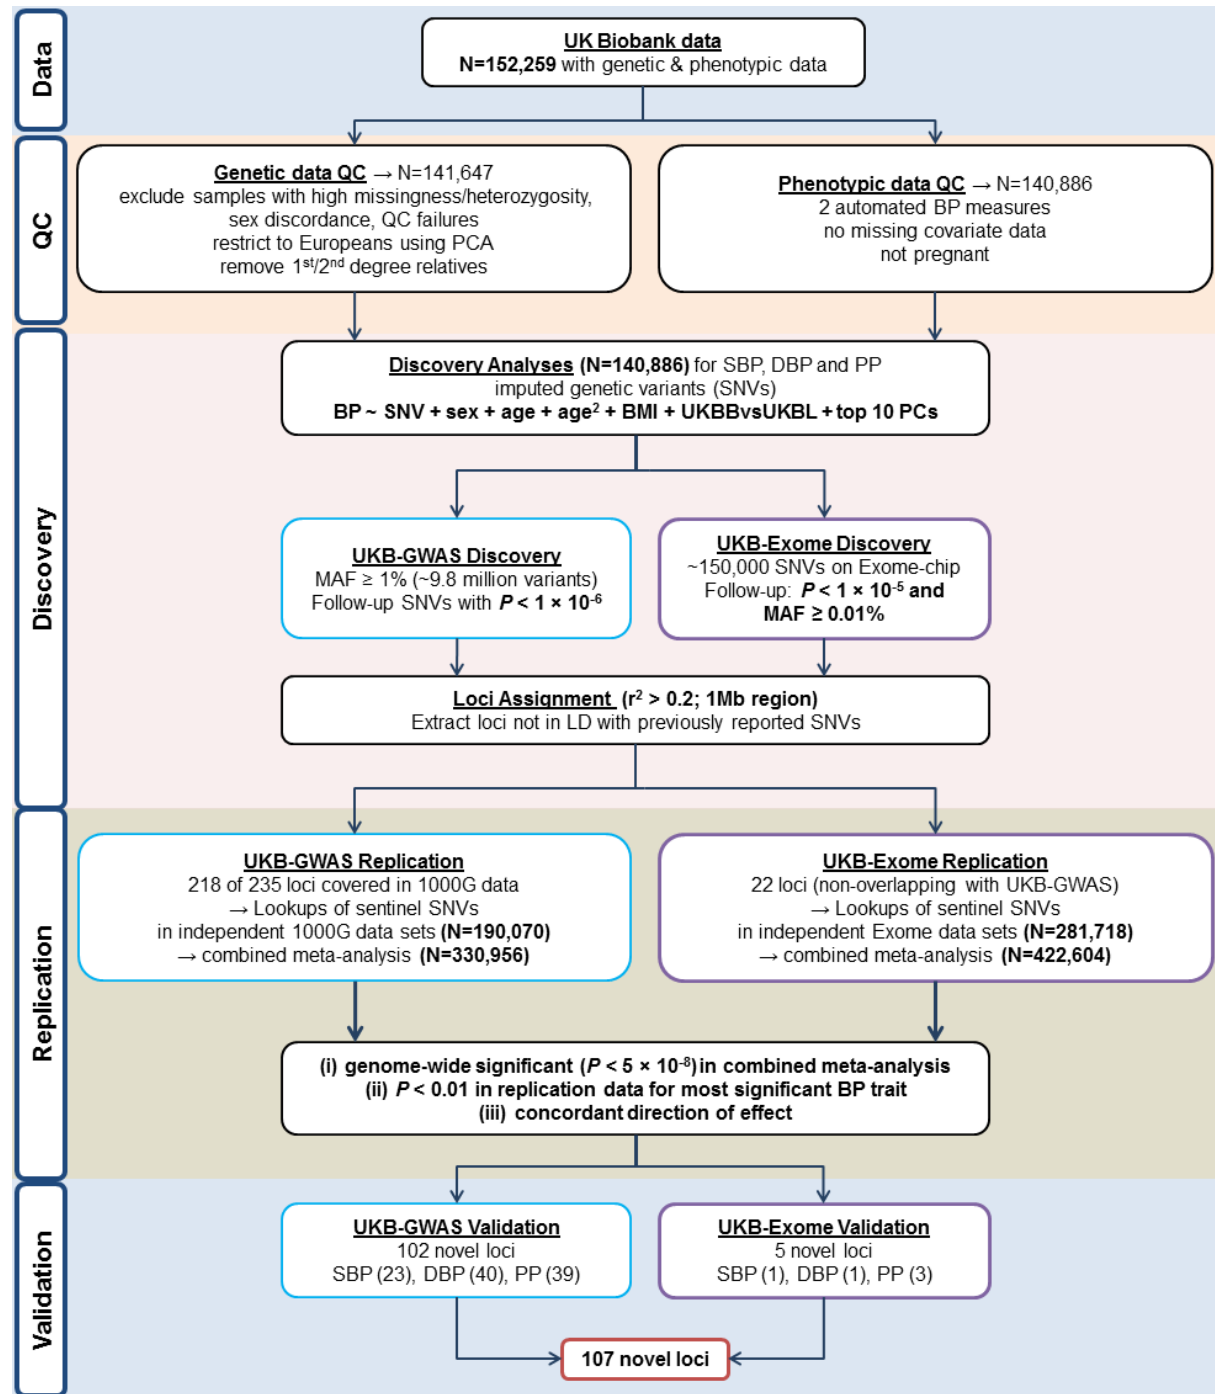 Data
UK Biobank data
N=152,259 with genetic & phenotypic data
QC
Genetic data QC → N=141,647
exclude samples with high missingness/heterozygosity,
sex discordance, QC failures
restrict to Europeans using PCA
remove 1st/2nd degree relatives
Phenotypic data QC → N=140,886
2 automated BP measures
no missing covariate data
not pregnant
Discovery
Discovery Analyses (N=140,886) for SBP, DBP and PP
imputed genetic variants (SNVs)
BP ~ SNV + sex + age + age² + BMI + UKBBvsUKBL + top 10 PCs
UKB-GWAS Discovery
MAF ≥ 1% (~9.8 million variants)
Follow-up SNVs with P < 1 × 10⁻⁶
UKB-Exome Discovery
~150,000 SNVs on Exome-chip
Follow-up: P < 1 × 10⁻⁵ and
MAF ≥ 0.01%
Loci Assignment (r² > 0.2; 1Mb region)
Extract loci not in LD with previously reported SNVs
Replication
UKB-GWAS Replication
218 of 235 loci covered in 1000G data
→ Lookups of sentinel SNVs
in independent 1000G data sets (N=190,070)
→ combined meta-analysis (N=330,956)
UKB-Exome Replication
22 loci (non-overlapping with UKB-GWAS)
→ Lookups of sentinel SNVs
in independent Exome data sets (N=281,718)
→ combined meta-analysis (N=422,604)
(i) genome-wide significant (P < 5 × 10⁻⁸) in combined meta-analysis
(ii) P < 0.01 in replication data for most significant BP trait
(iii) concordant direction of effect
Validation
UKB-GWAS Validation
102 novel loci
SBP (23), DBP (40), PP (39)
UKB-Exome Validation
5 novel loci
SBP (1), DBP (1), PP (3)
107 novel loci